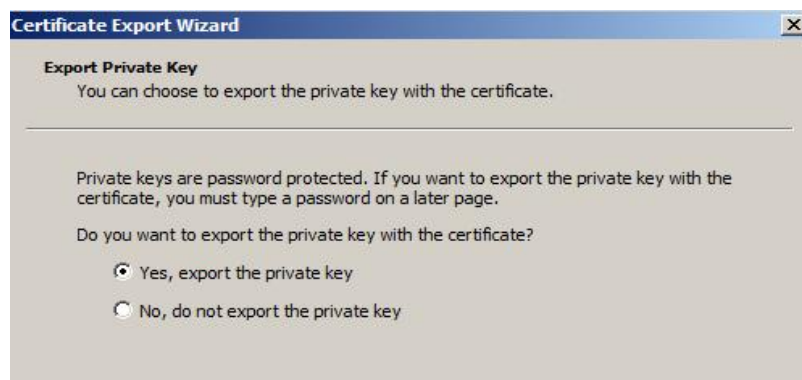 Certificate Export Wizard
Export Private Key
You can choose to export the private key with the certificate.
Private keys are password protected. If you want to export the private key with the
certificate, you must type a password on a later page.
Do you want to export the private key with the certificate?
Yes, export the private key
No, do not export the private key